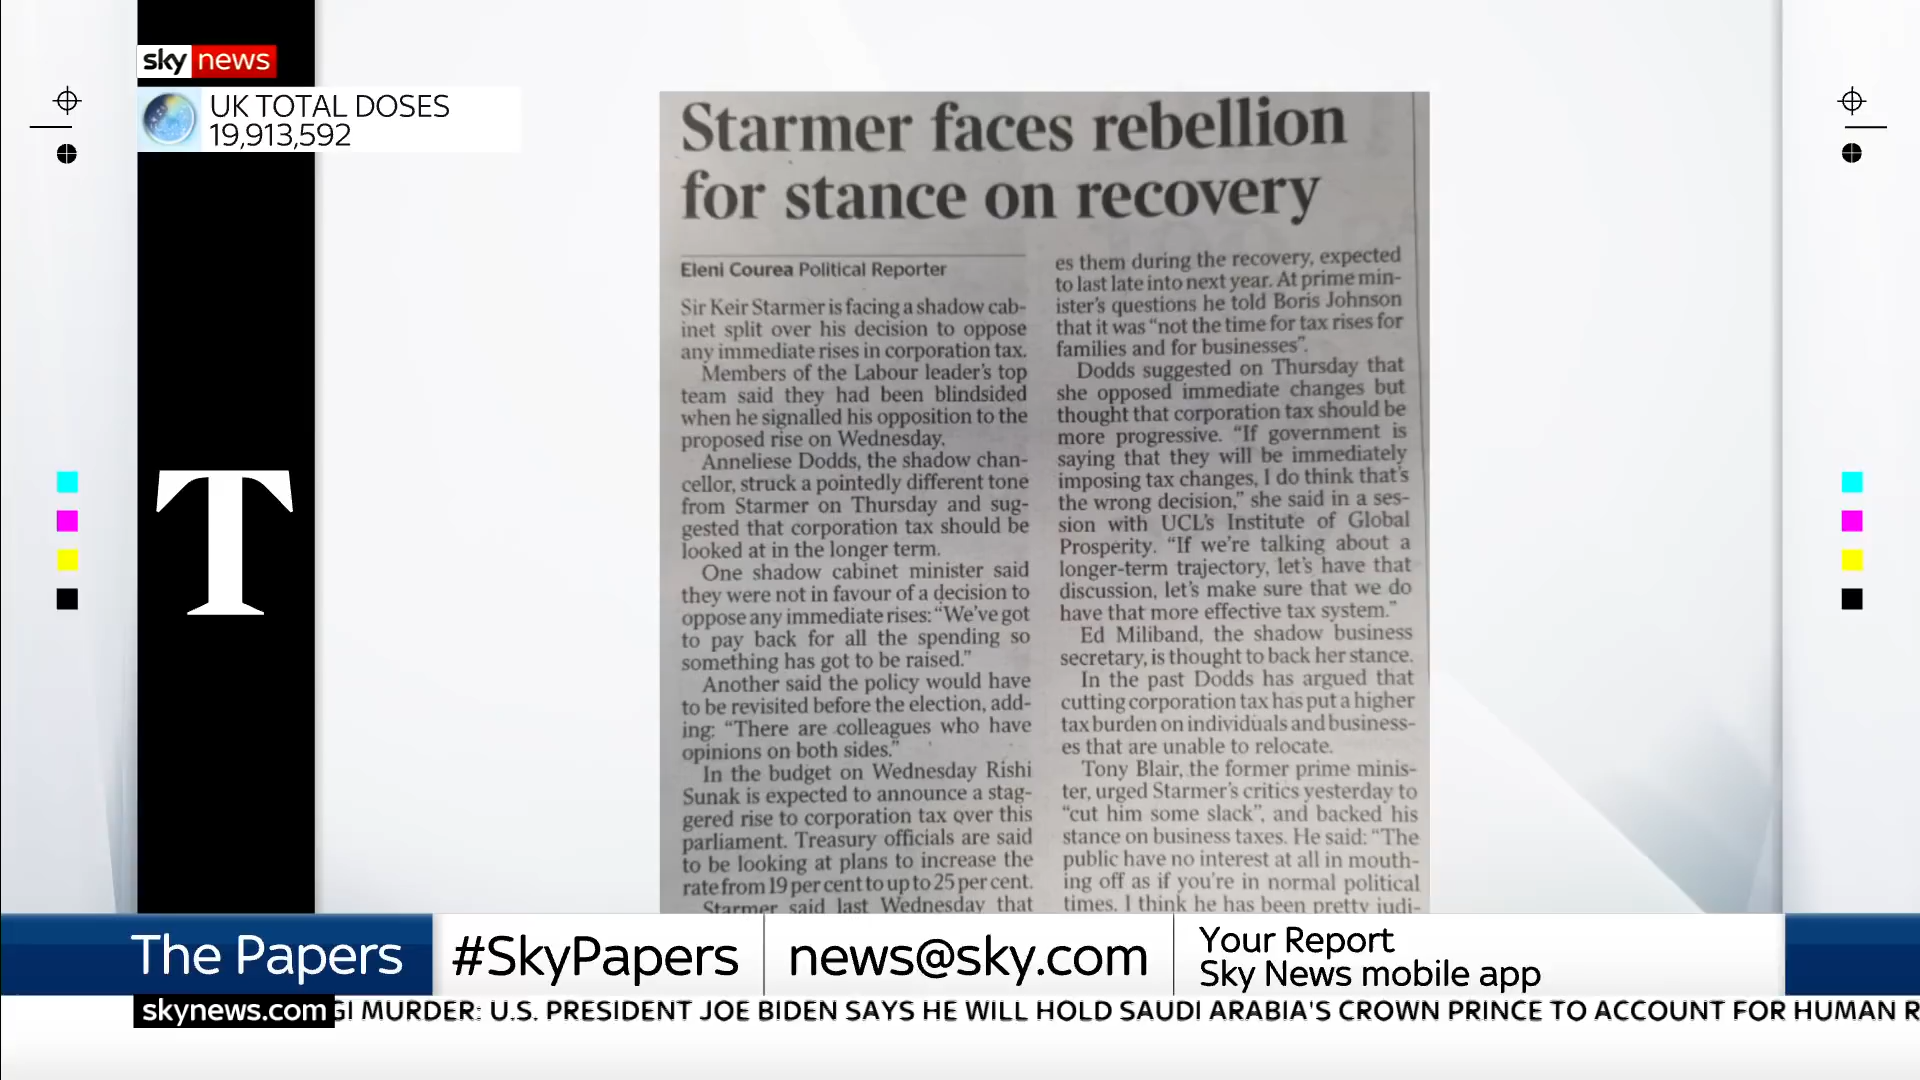 sky news
UK TOTAL DOSES
19,913,592
T
Starmer faces rebellion
for stance on recovery
Eleni Courea Political Reporter
Sir Keir Starmer is facing a shadow cab-
inet split over his decision to oppose
any immediate rises in corporation tax.
Members of the Labour leader's top
team said they had been blindsided
when he signalled his opposition to the
proposed rise on Wednesday.
Anneliese Dodds, the shadow chan-
cellor, struck a pointedly different tone
from Starmer on Thursday and sug-
gested that corporation tax should be
looked at in the longer term.
One shadow cabinet minister said
they were not in favour of a decision to
oppose any immediate rises: “We've got
to pay back for all the spending so
something has got to be raised.”
Another said the policy would have
to be revisited before the election, add-
ing: “There are colleagues who have
opinions on both sides.”
In the budget on Wednesday Rishi
Sunak is expected to announce a stag-
gered rise to corporation tax over this
parliament. Treasury officials are said
to be looking at plans to increase the
rate from 19 per cent to up to 25 per cent.
Starmer said last Wednesday that
es them during the recovery, expected
to last late into next year. At prime min-
ister's questions he told Boris Johnson
that it was “not the time for tax rises for
families and for businesses”.
Dodds suggested on Thursday that
she opposed immediate changes but
thought that corporation tax should be
more progressive. “If government is
saying that they will be immediately
imposing tax changes, I do think that's
the wrong decision,” she said in a ses-
sion with UCL's Institute of Global
Prosperity. “If we're talking about a
longer-term trajectory, let's have that
discussion, let's make sure that we do
have that more effective tax system.”
Ed Miliband, the shadow business
secretary, is thought to back her stance.
In the past Dodds has argued that
cutting corporation tax has put a higher
tax burden on individuals and business-
es that are unable to relocate.
Tony Blair, the former prime minis-
ter, urged Starmer's critics yesterday to
“cut him some slack”, and backed his
stance on business taxes. He said: “The
public have no interest at all in mouth-
ing off as if you're in normal political
times. I think he has been pretty judi-
The Papers
#SkyPapers
news@sky.com
Your Report
Sky News mobile app
skynews.com
GI MURDER: U.S. PRESIDENT JOE BIDEN SAYS HE WILL HOLD SAUDI ARABIA'S CROWN PRINCE TO ACCOUNT FOR HUMAN R